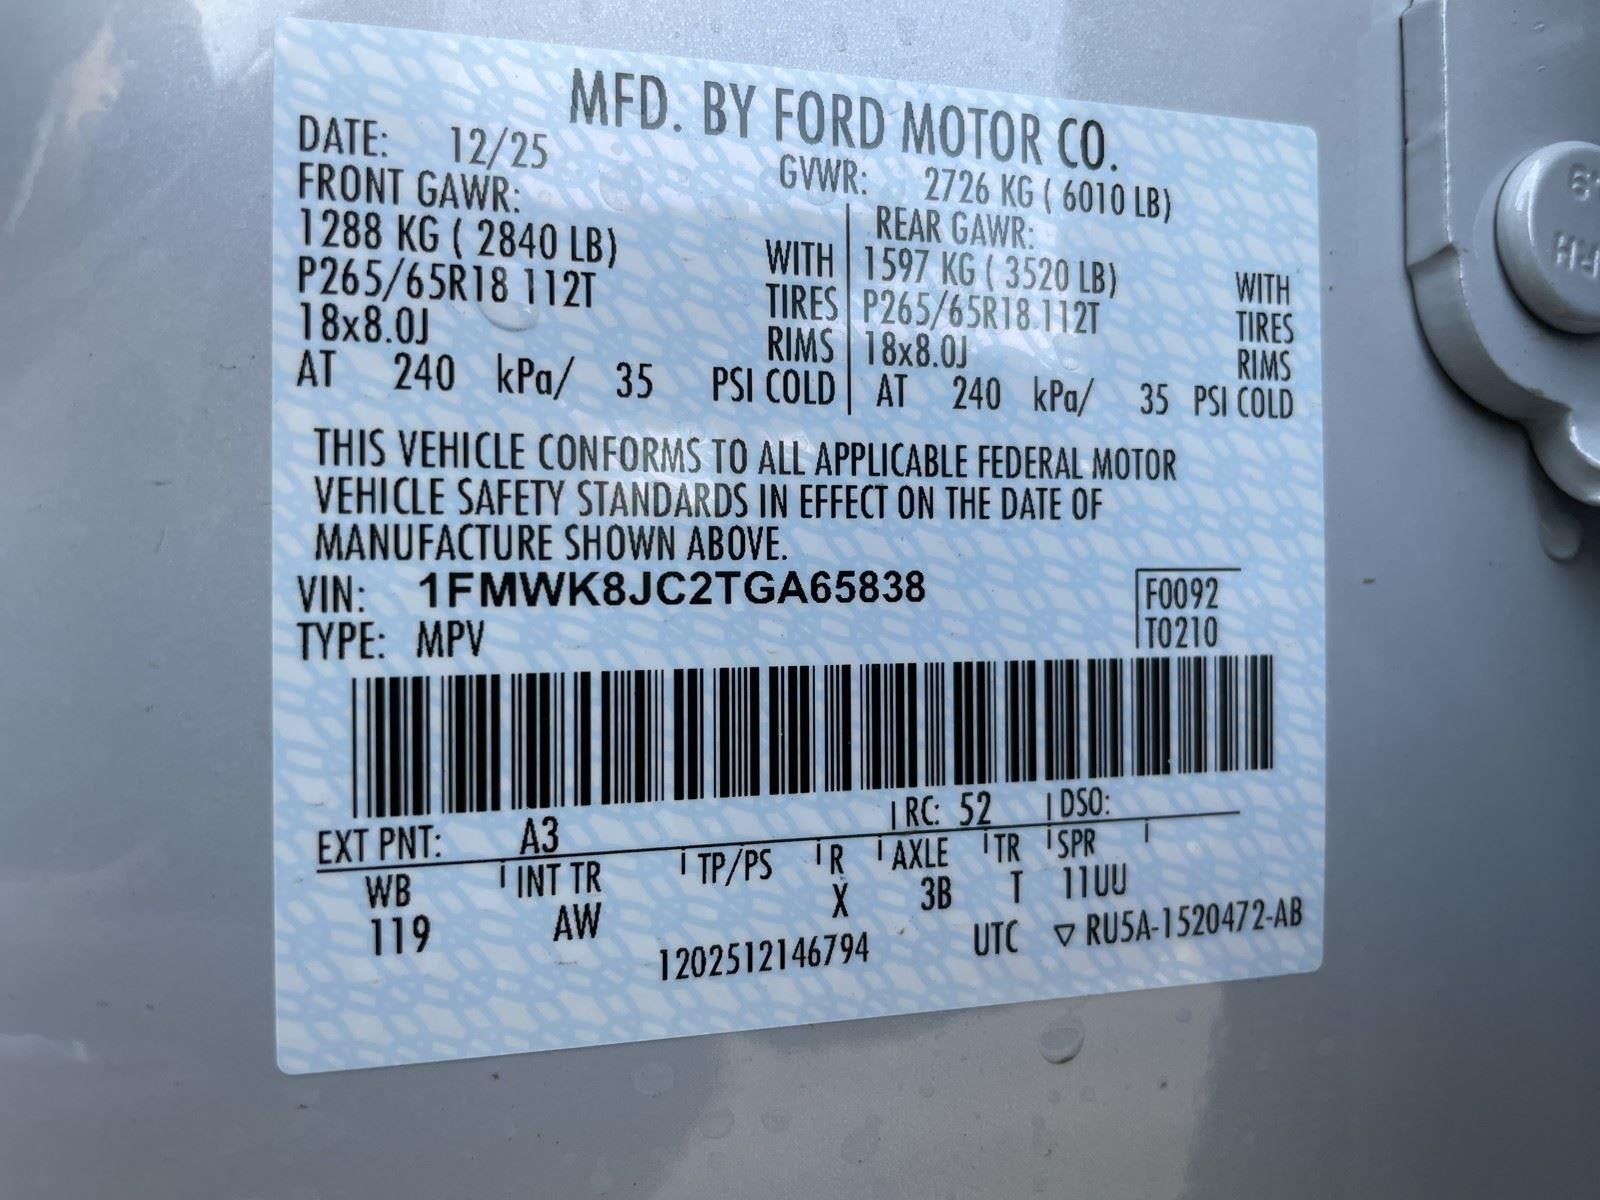 MFD. BY FORD MOTOR CO.
DATE: 12/25 GVWR: 2726 KG ( 6010 LB)
FRONT GAWR: REAR GAWR:
1288 KG ( 2840 LB) WITH 1597 KG ( 3520 LB) WITH
P265/65R18 112T TIRES P265/65R18 112T TIRES
18x8.0J RIMS 18x8.0J RIMS
AT 240 kPa/ 35 PSI COLD AT 240 kPa/ 35 PSI COLD
THIS VEHICLE CONFORMS TO ALL APPLICABLE FEDERAL MOTOR
VEHICLE SAFETY STANDARDS IN EFFECT ON THE DATE OF
MANUFACTURE SHOWN ABOVE.
VIN: 1FMWK8JC2TGA65838 F0092
TYPE: MPV T0210
EXT PNT: A3 RC: 52 DSO:
WB INT TR TP/PS R AXLE TR SPR
119 AW X 3B T 11UU
1202512146794 UTC ▽ RU5A-1520472-AB